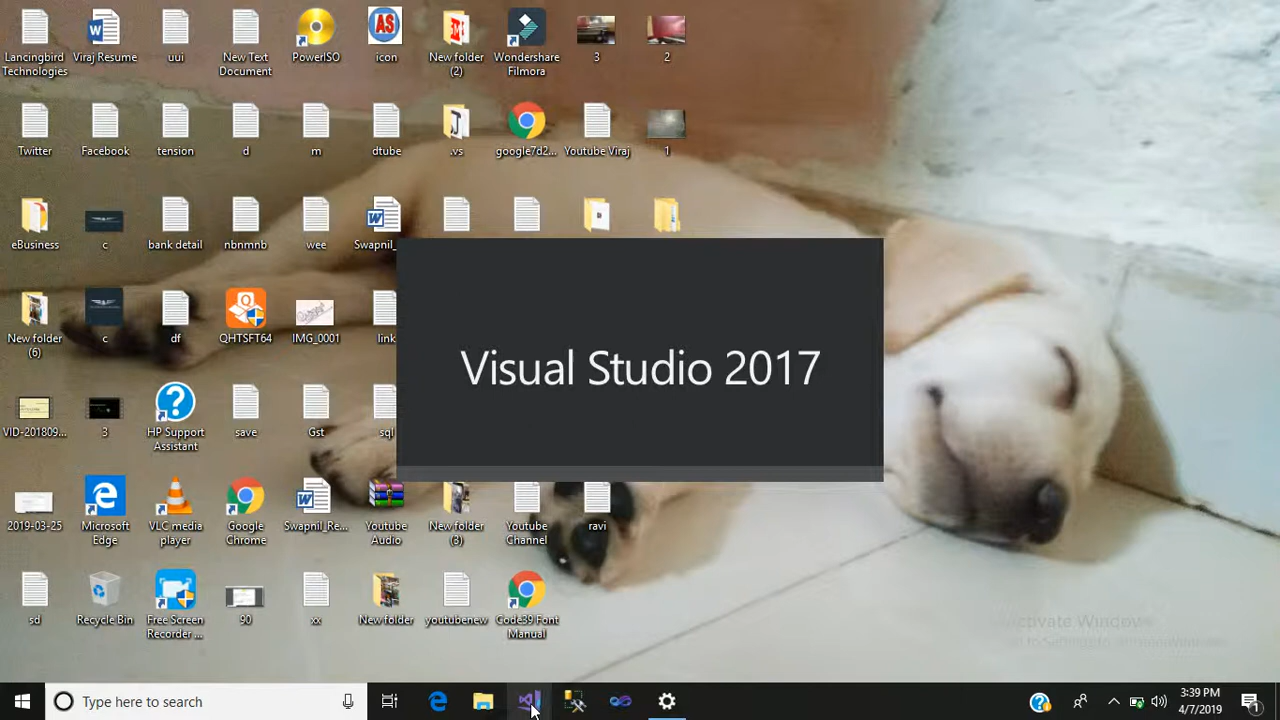 Lancingbird
Technologies
Viraj Resume
uui
New Text
Document
PowerISO
AS
icon
New folder
(2)
Wondershare
Filmora
3
2
Twitter
Facebook
tension
d
m
dtube
.vs
google7d2...
Youtube Viraj
1
eBusiness
c
bank detail
nbnmnb
wee
Swapnil_
New folder
(6)
c
df
QHTSFT64
IMG_0001
link
Visual Studio 2017
VID-201809...
3
HP Support
Assistant
save
Gst
sql
2019-03-25
Microsoft
Edge
VLC media
player
Google
Chrome
Swapnil_Re...
Youtube
Audio
New folder
(3)
Youtube
Channel
ravi
sd
Recycle Bin
Free Screen
Recorder ...
90
xx
New folder
youtubenew
Code39 Font
Manual
Activate Windows
Type here to search
3:39 PM
4/7/2019
1